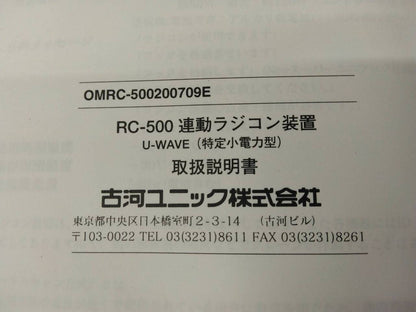 OMRC-500200709E
RC-500 連動ラジコン装置
U-WAVE（特定小電力型）
取扱説明書
古河ユニック株式会社
東京都中央区日本橋室町２-３-14 （古河ビル）
〒103-0022 TEL 03(3231)8611 FAX 03(3231)8261